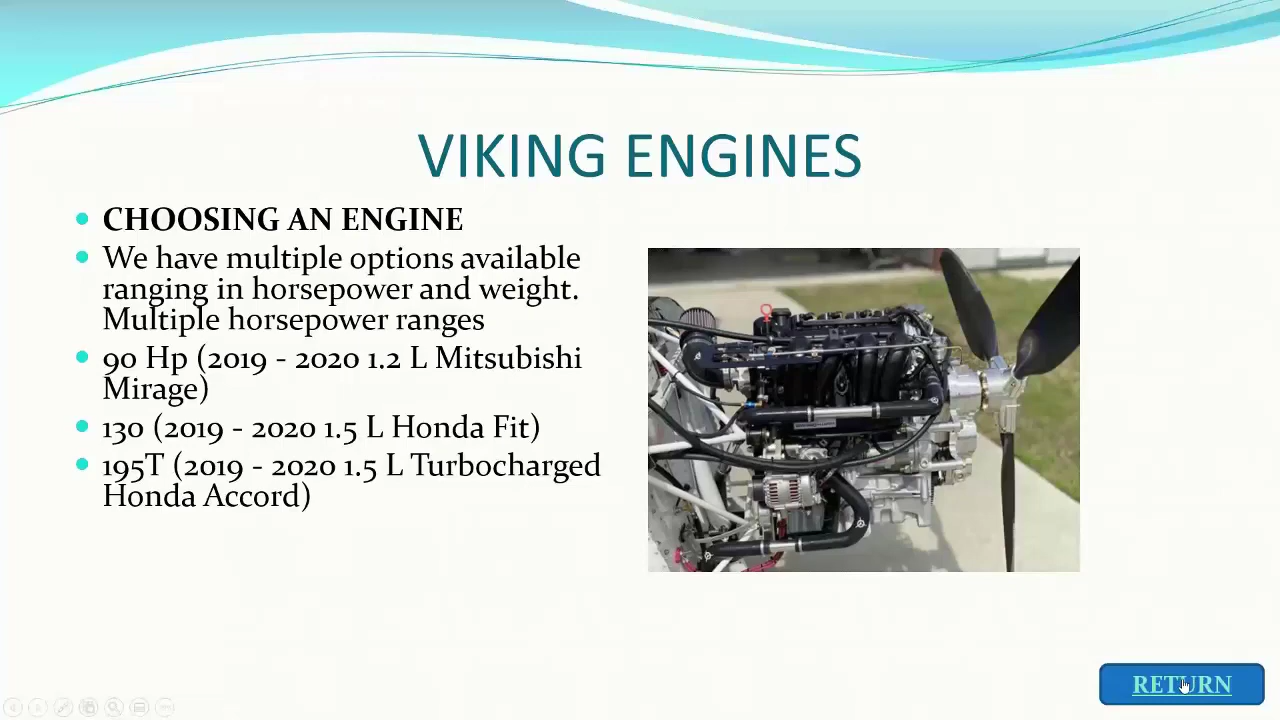 VIKING ENGINES
CHOOSING AN ENGINE
We have multiple options available
ranging in horsepower and weight.
Multiple horsepower ranges
90 Hp (2019 - 2020 1.2 L Mitsubishi
Mirage)
130 (2019 - 2020 1.5 L Honda Fit)
195T (2019 - 2020 1.5 L Turbocharged
Honda Accord)
RETURN